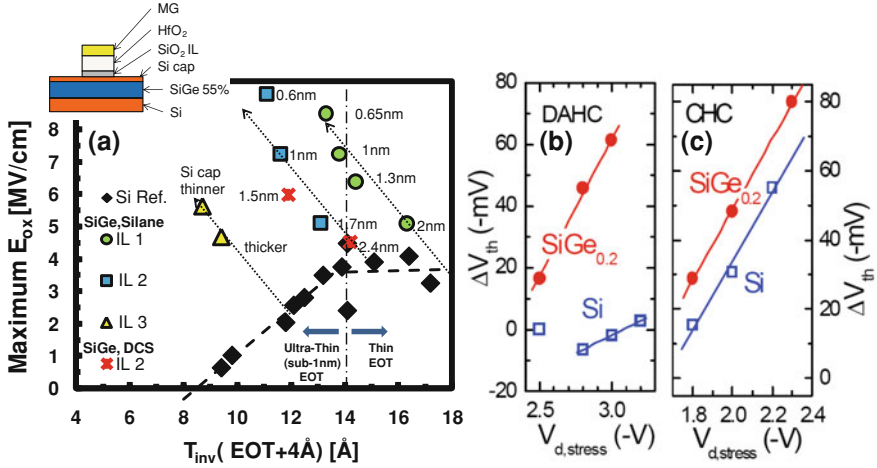 MG
HfO2
SiO2 IL
Si cap
SiGe 55%
Si
(a)
Maximum Eox [MV/cm]
8
7
6
5
4
3
2
1
0
4 6 8 10 12 14 16 18
Tinv( EOT+4Å) [Å]
Si Ref.
SiGe,Silane
IL 1
IL 2
IL 3
SiGe, DCS
IL 2
Si cap
thinner
thicker
0.6nm
1nm
1.5nm
1.7nm
2.4nm
0.65nm
1nm
1.3nm
2nm
Ultra-Thin
(sub-1nm)
EOT
Thin
EOT
(b)
DAHC
ΔVth (-mV)
80
60
40
20
0
-20
SiGe0.2
Si
2.5 3.0
Vd,stress (-V)
(c)
CHC
SiGe0.2
Si
1.8 2.0 2.2 2.4
Vd,stress (-V)
80
60
40
20
0
ΔVth (-mV)